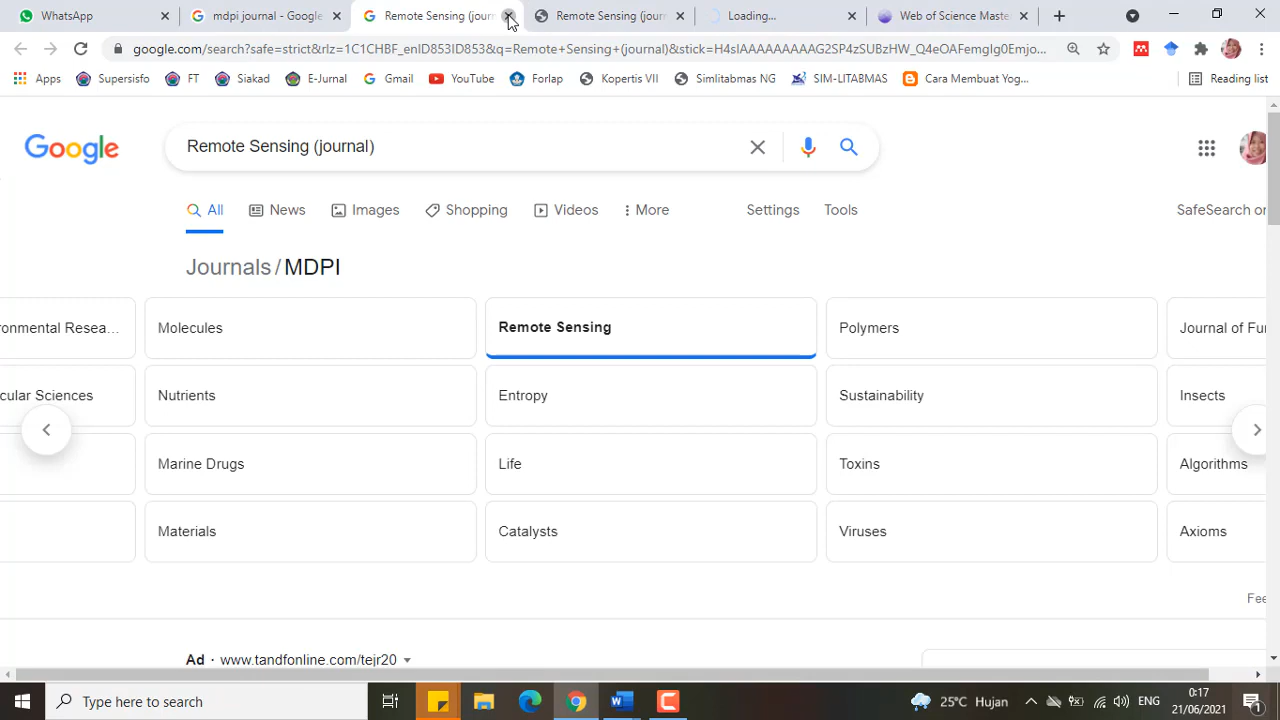 WhatsApp
mdpi journal - Google
Remote Sensing (jour
Remote Sensing (jour
Loading...
Web of Science Maste
google.com/search?safe=strict&rlz=1C1CHBF_enID853ID853&q=Remote+Sensing+(journal)&stick=H4sIAAAAAAAAAG2SP4zSUBzHW_Q4eOAFemgIg0Emjo...
Apps
Supersisfo
FT
Siakad
E-Jurnal
Gmail
YouTube
Forlap
Kopertis VII
Simlitabmas NG
SIM-LITABMAS
Cara Membuat Yog...
Reading list
Google
Remote Sensing (journal)
All
News
Images
Shopping
Videos
More
Settings
Tools
SafeSearch on
Journals / MDPI
onmental Resea...
Molecules
Remote Sensing
Polymers
Journal of Fu
cular Sciences
Nutrients
Entropy
Sustainability
Insects
Marine Drugs
Life
Toxins
Algorithms
Materials
Catalysts
Viruses
Axioms
Fee
Ad · www.tandfonline.com/tejr20
Type here to search
25°C Hujan
ENG
0:17
21/06/2021
1